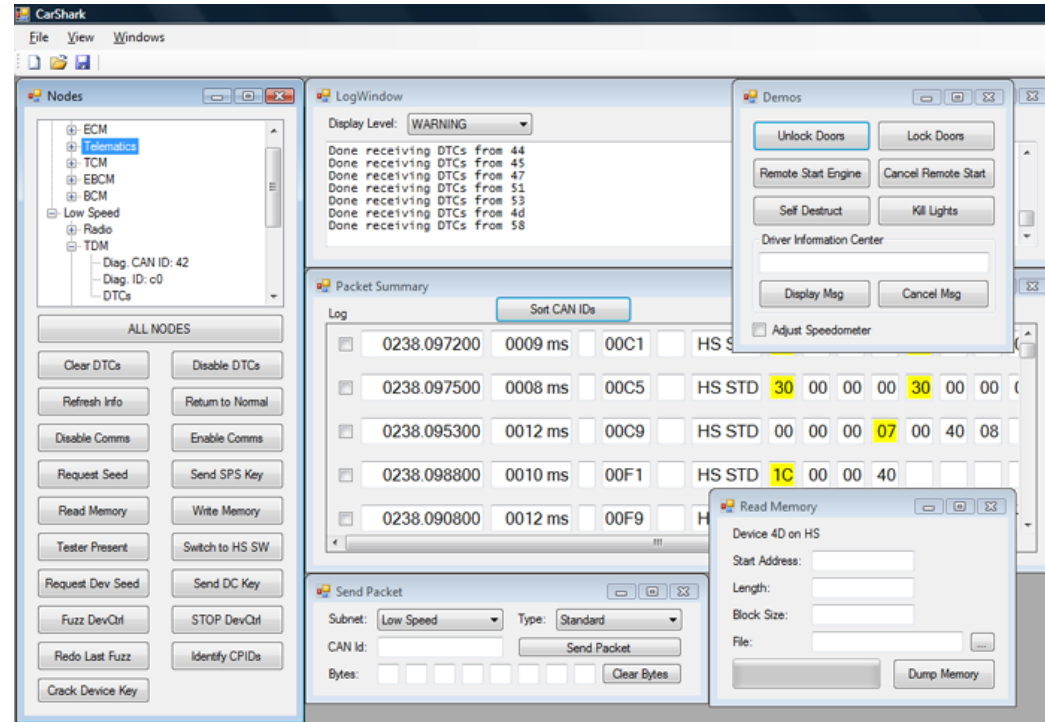 CarShark
File View Windows
Nodes
ECM
Telematics
TCM
EBCM
BCM
Low Speed
Radio
TDM
Diag. CAN ID: 42
Diag. ID: c0
DTCs
ALL NODES
Clear DTCs Disable DTCs
Refresh Info Return to Normal
Disable Comms Enable Comms
Request Seed Send SPS Key
Read Memory Write Memory
Tester Present Switch to HS SW
Request Dev Seed Send DC Key
Fuzz DevCtrl STOP DevCtrl
Redo Last Fuzz Identify CPIDs
Crack Device Key
LogWindow
Display Level: WARNING
Done receiving DTCs from 44
Done receiving DTCs from 45
Done receiving DTCs from 47
Done receiving DTCs from 51
Done receiving DTCs from 53
Done receiving DTCs from 4d
Done receiving DTCs from 58
Demos
Unlock Doors Lock Doors
Remote Start Engine Cancel Remote Start
Self Destruct Kill Lights
Driver Information Center
Display Msg Cancel Msg
Adjust Speedometer
Packet Summary
Log Sort CAN IDs
0238.097200 0009 ms 00C1 HS
0238.097500 0008 ms 00C5 HS STD 30 00 00 00 30 00 00
0238.095300 0012 ms 00C9 HS STD 00 00 00 07 00 40 08
0238.098800 0010 ms 00F1 HS STD 1C 00 00 40
0238.090800 0012 ms 00F9
Send Packet
Subnet: Low Speed Type: Standard
CAN Id: Send Packet
Bytes: Clear Bytes
Read Memory
Device 4D on HS
Start Address:
Length:
Block Size:
File: ...
Dump Memory